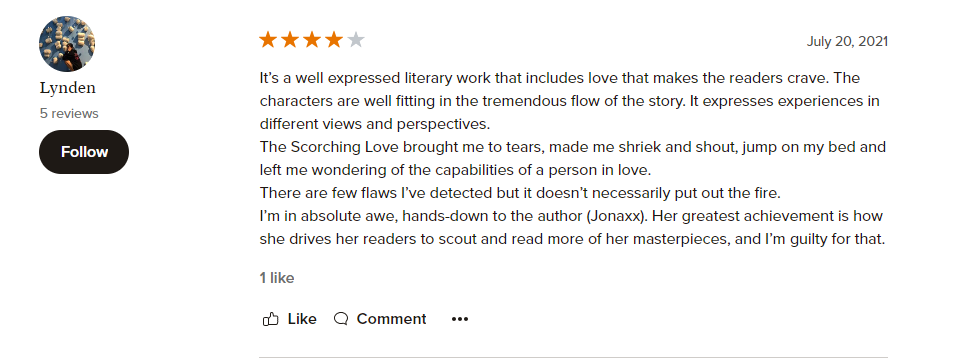 July 20, 2021
Lynden
5 reviews
Follow
It's a well expressed literary work that includes love that makes the readers crave. The
characters are well fitting in the tremendous flow of the story. It expresses experiences in
different views and perspectives.
The Scorching Love brought me to tears, made me shriek and shout, jump on my bed and
left me wondering of the capabilities of a person in love.
There are few flaws I've detected but it doesn't necessarily put out the fire.
I'm in absolute awe, hands-down to the author (Jonaxx). Her greatest achievement is how
she drives her readers to scout and read more of her masterpieces, and I'm guilty for that.
1 like
Like Comment